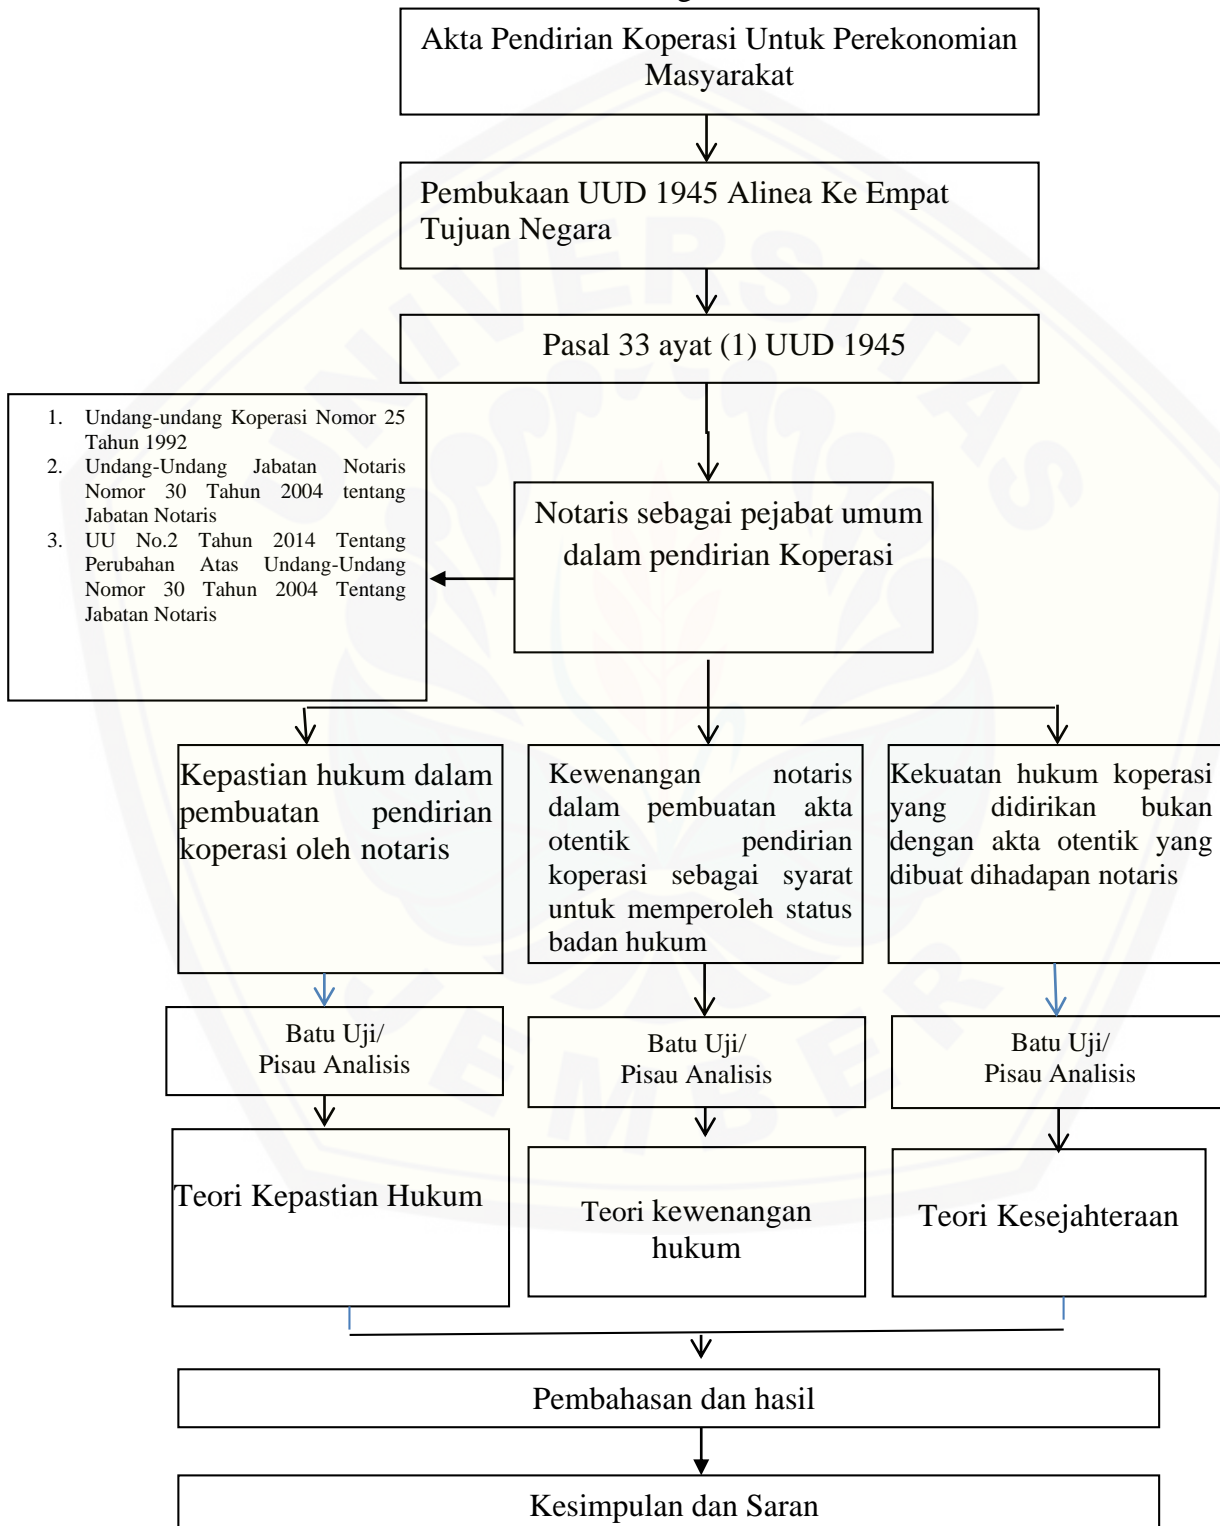 Akta Pendirian Koperasi Untuk Perekonomian
Masyarakat
Pembukaan UUD 1945 Alinea Ke Empat
Tujuan Negara
Pasal 33 ayat (1) UUD 1945
1. Undang-undang Koperasi Nomor 25
Tahun 1992
2. Undang-Undang Jabatan Notaris
Nomor 30 Tahun 2004 tentang
Jabatan Notaris
3. UU No.2 Tahun 2014 Tentang
Perubahan Atas Undang-Undang
Nomor 30 Tahun 2004 Tentang
Jabatan Notaris
Notaris sebagai pejabat umum
dalam pendirian Koperasi
Kepastian hukum dalam
pembuatan pendirian
koperasi oleh notaris
Kewenangan notaris
dalam pembuatan akta
otentik pendirian
koperasi sebagai syarat
untuk memperoleh status
badan hukum
Kekuatan hukum koperasi
yang didirikan bukan
dengan akta otentik yang
dibuat dihadapan notaris
Batu Uji/
Pisau Analisis
Batu Uji/
Pisau Analisis
Batu Uji/
Pisau Analisis
Teori Kepastian Hukum
Teori kewenangan
hukum
Teori Kesejahteraan
Pembahasan dan hasil
Kesimpulan dan Saran
UNIVERSITAS
JEMBER